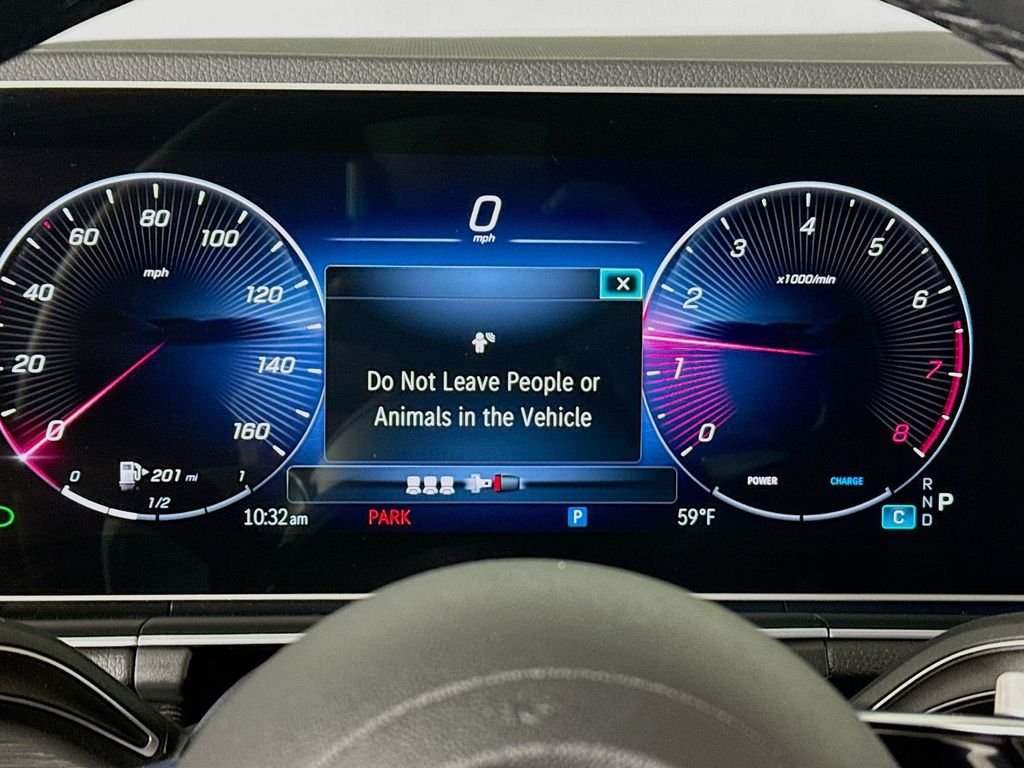 0
mph
80
60
100
mph
40
120
20
140
0
160
0
201 mi
1
1/2
10:32am
X
Do Not Leave People or
Animals in the Vehicle
PARK
P
59°F
4
3
5
x1000/min
2
6
1
7
0
8
POWER
CHARGE
C
R
N
D
P